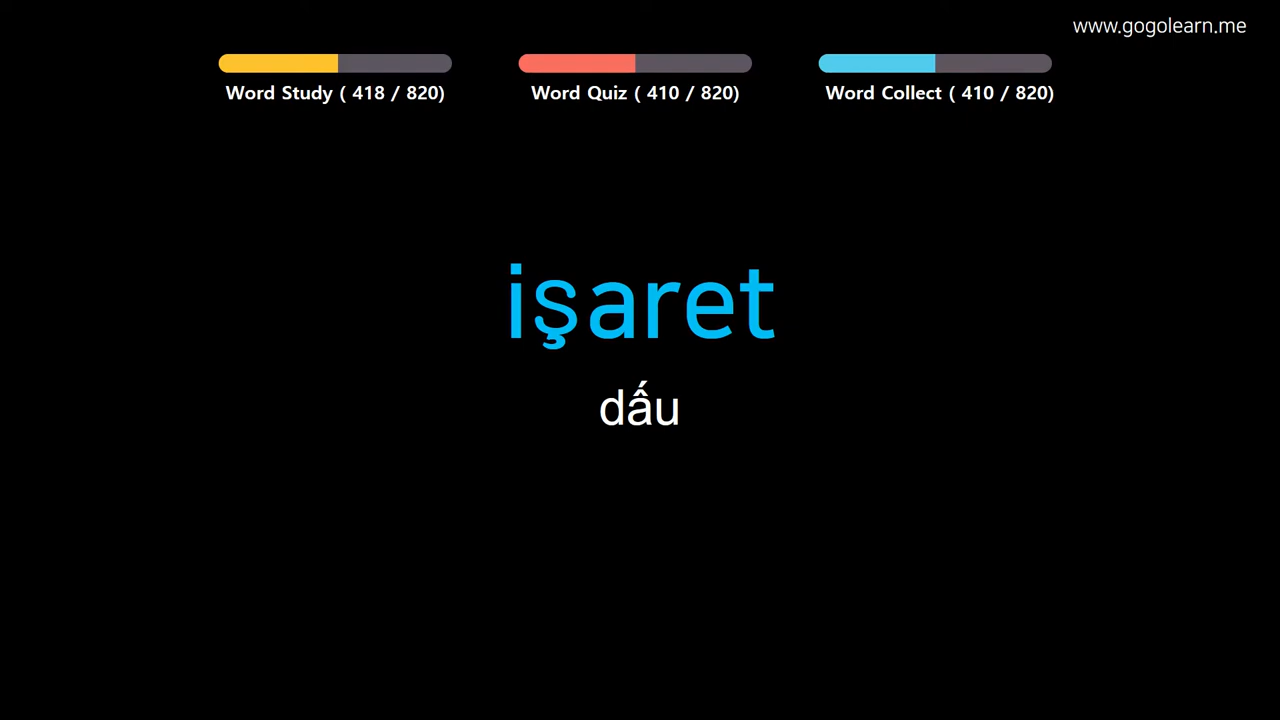 www.gogolearn.me
Word Study ( 418 / 820)
Word Quiz ( 410 / 820)
Word Collect ( 410 / 820)
işaret
dấu